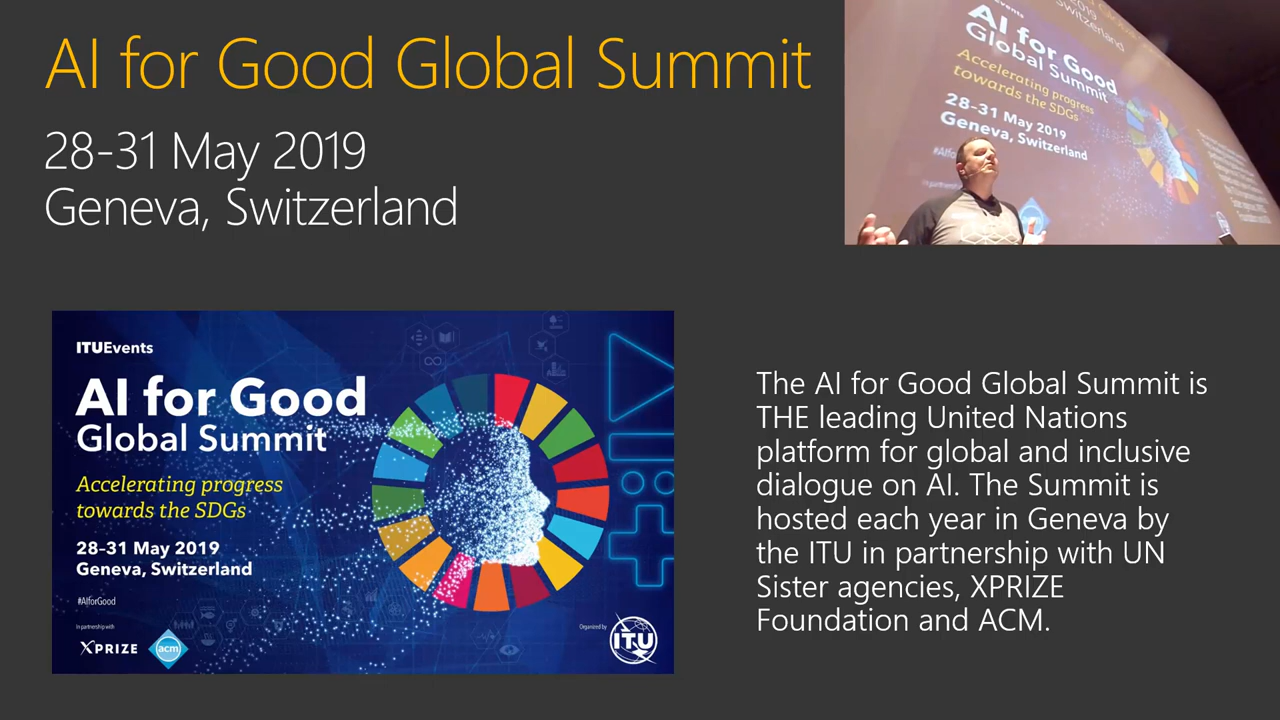 AI for Good Global Summit
28-31 May 2019
Geneva, Switzerland
ITUEvents
AI for Good
Global Summit
Accelerating progress
towards the SDGs
28-31 May 2019
Geneva, Switzerland
#AIforGood
In partnership with
XPRIZE
acm
Organized by
ITU
The AI for Good Global Summit is
THE leading United Nations
platform for global and inclusive
dialogue on AI. The Summit is
hosted each year in Geneva by
the ITU in partnership with UN
Sister agencies, XPRIZE
Foundation and ACM.
2019
Switzerland
AI for Good
Global Summit
Accelerating progress
towards the SDGs
28-31 May 2019
Geneva, Switzerland